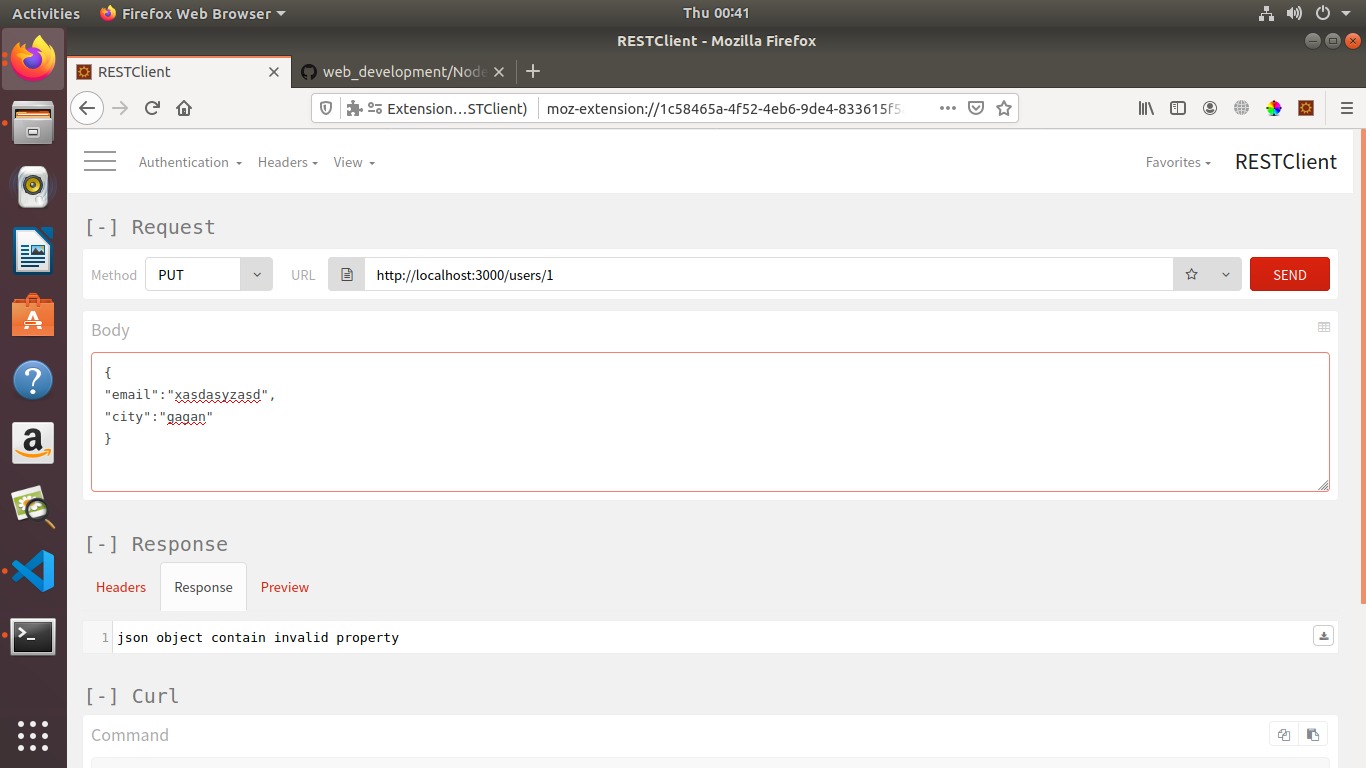 Activities Firefox Web Browser Thu 00:41
RESTClient - Mozilla Firefox
RESTClient web_development/Node
Extension…STClient) moz-extension://1c58465a-4f52-4eb6-9de4-833615f5
Authentication Headers View Favorites RESTClient
[-] Request
Method PUT URL http://localhost:3000/users/1 SEND
Body
{
"email":"xasdasyzasd",
"city":"gagan"
}
[-] Response
Headers Response Preview
1 json object contain invalid property
[-] Curl
Command